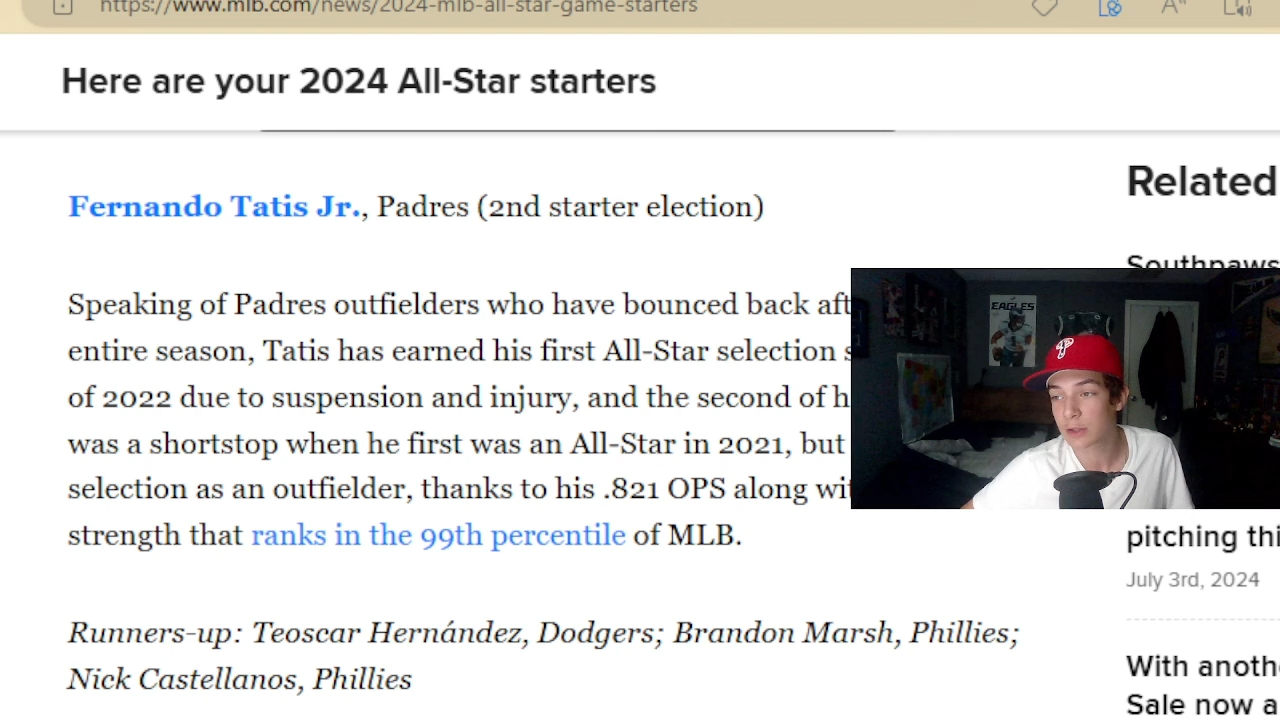 https://www.mlb.com/news/2024-mlb-all-star-game-starters
Here are your 2024 All-Star starters
Fernando Tatis Jr., Padres (2nd starter election)
Speaking of Padres outfielders who have bounced back aft
entire season, Tatis has earned his first All-Star selection s
of 2022 due to suspension and injury, and the second of h
was a shortstop when he first was an All-Star in 2021, but
selection as an outfielder, thanks to his .821 OPS along wit
strength that ranks in the 99th percentile of MLB.
Runners-up: Teoscar Hernández, Dodgers; Brandon Marsh, Phillies;
Nick Castellanos, Phillies
Related
Southpaws
EAGLES
P
pitching thi
July 3rd, 2024
With anothe
Sale now a